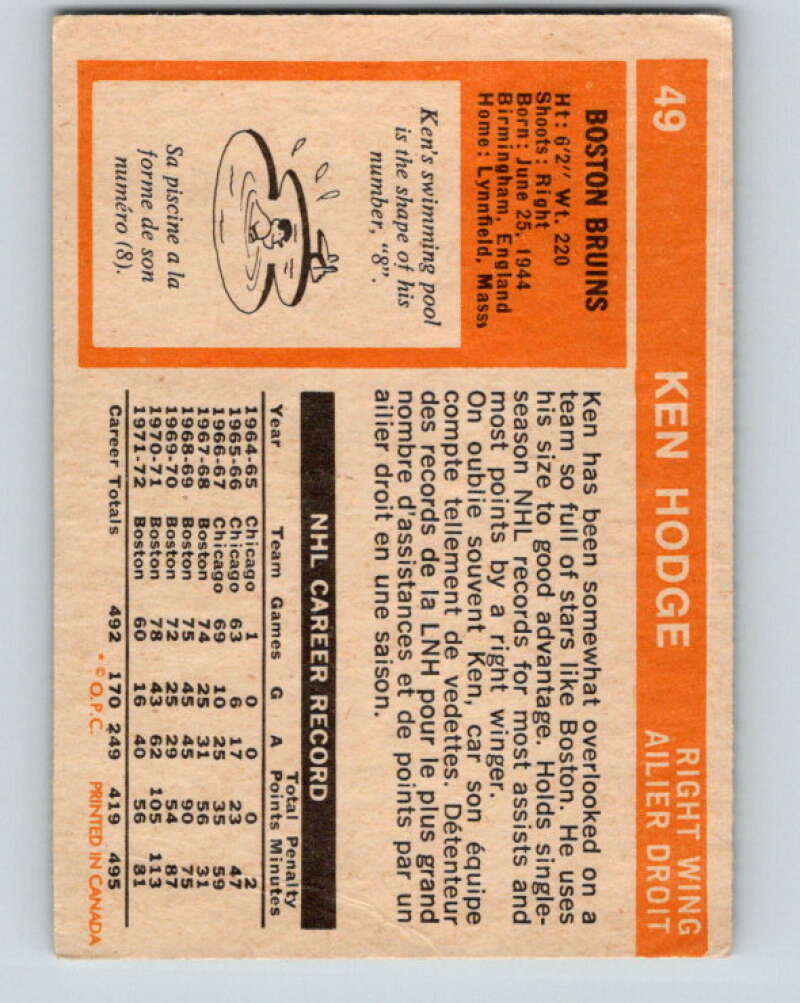 49
KEN HODGE
RIGHT WING
AILIER DROIT
BOSTON BRUINS
Ht: 6'2" Wt. 220
Shoots: Right
Born: June 25, 1944
Birmingham, England
Home: Lynnfield, Mass.
Ken's swimming pool
is the shape of his
number, "8".
Sa piscine a la
forme de son
numéro (8).
Ken has been somewhat overlooked on a
team so full of stars like Boston. He uses
his size to good advantage. Holds single-
season NHL records for most assists and
most points by a right winger.
On oublie souvent Ken, car son équipe
compte tellement de vedettes. Détenteur
des records de la LNH pour le plus grand
nombre d'assistances et de points par un
ailier droit en une saison.
NHL CAREER RECORD
Total Penalty
Year Team Games G A Points Minutes
1964-65 Chicago 1 0 0 0 2
1965-66 Chicago 63 6 17 23 47
1966-67 Chicago 69 10 25 35 59
1967-68 Boston 74 25 31 56 31
1968-69 Boston 75 45 45 90 75
1969-70 Boston 72 25 29 54 87
1970-71 Boston 78 43 62 105 113
1971-72 Boston 60 16 40 56 81
Career Totals 492 170 249 419 495
* © O.P.C. PRINTED IN CANADA